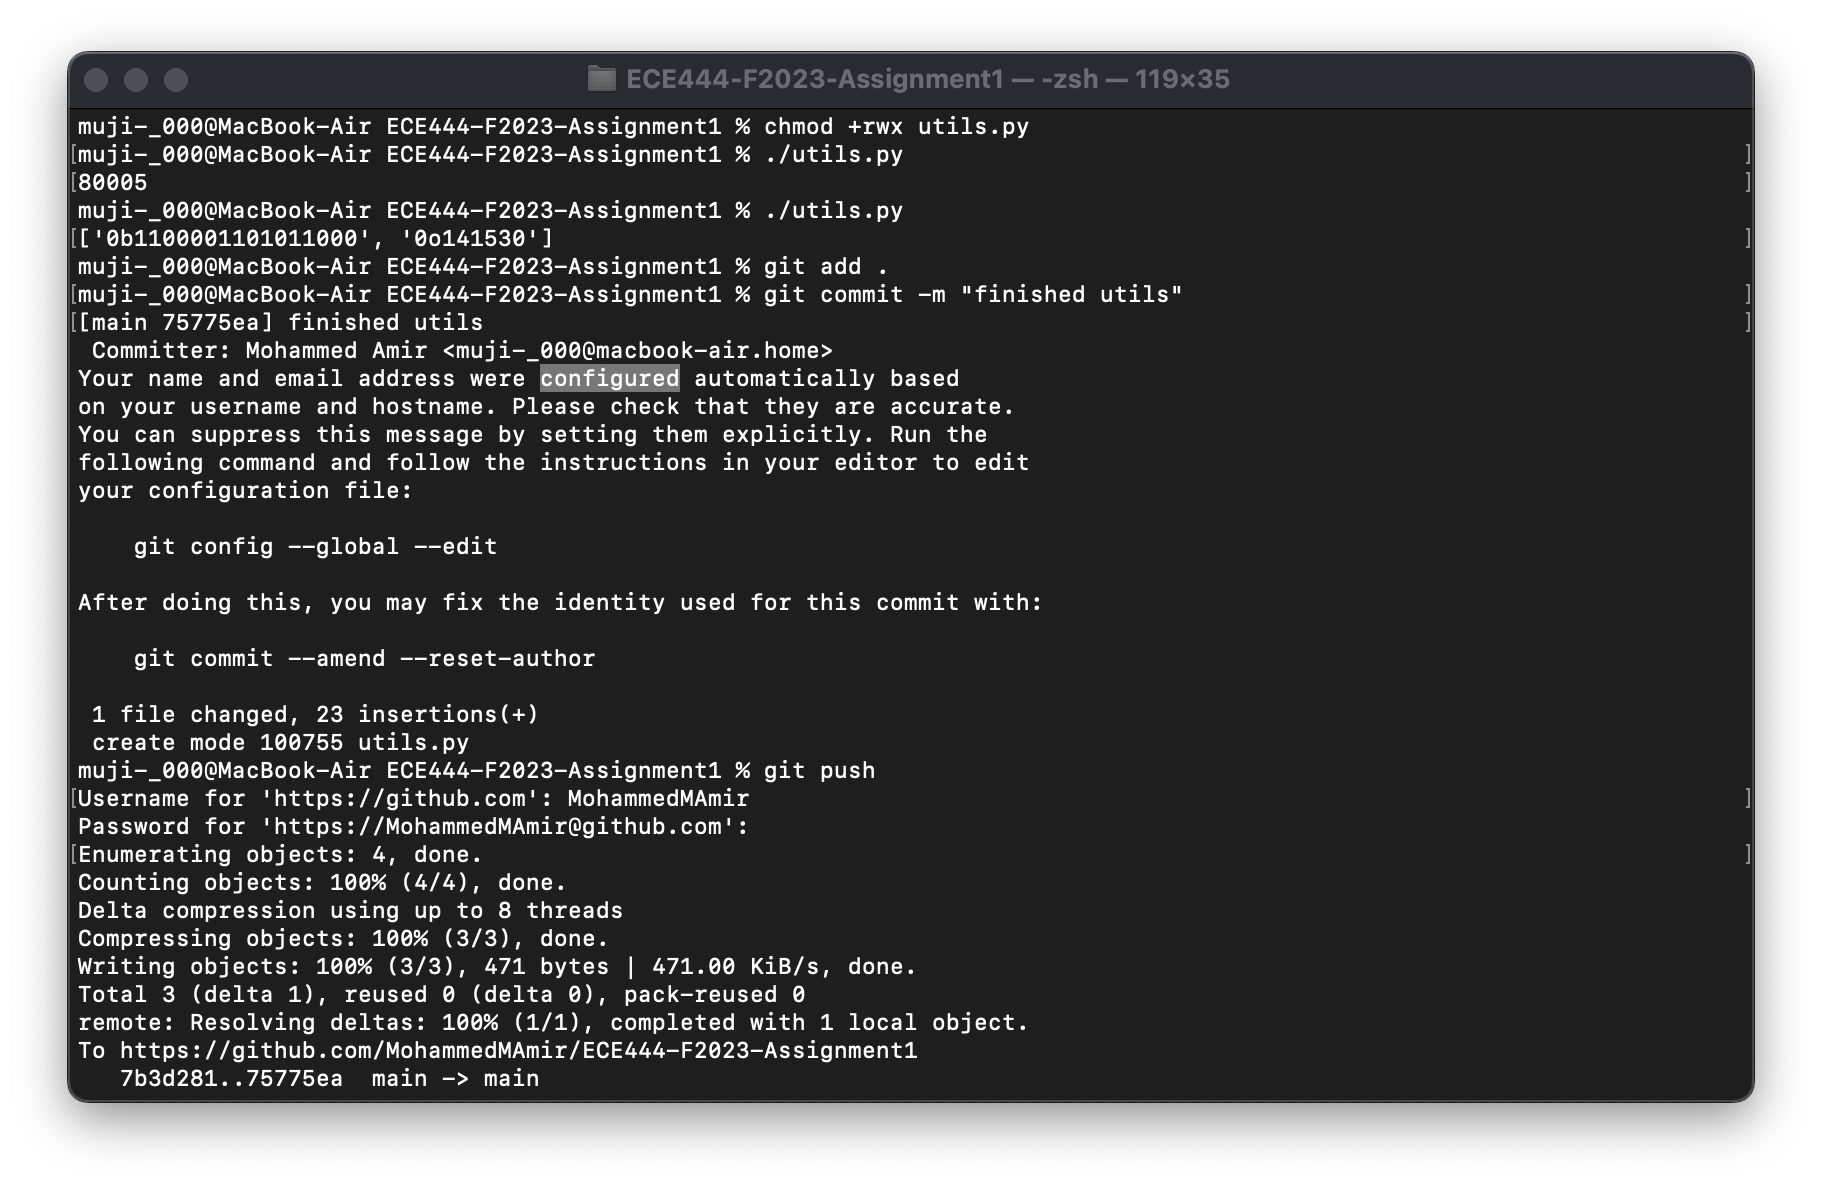 ECE444-F2023-Assignment1 — -zsh — 119×35
muji-_000@MacBook-Air ECE444-F2023-Assignment1 % chmod +rwx utils.py
[muji-_000@MacBook-Air ECE444-F2023-Assignment1 % ./utils.py ]
[80005 ]
muji-_000@MacBook-Air ECE444-F2023-Assignment1 % ./utils.py
[['0b1100001101011000', '0o141530'] ]
muji-_000@MacBook-Air ECE444-F2023-Assignment1 % git add .
[muji-_000@MacBook-Air ECE444-F2023-Assignment1 % git commit -m "finished utils" ]
[[main 75775ea] finished utils ]
 Committer: Mohammed Amir <muji-_000@macbook-air.home>
Your name and email address were configured automatically based
on your username and hostname. Please check that they are accurate.
You can suppress this message by setting them explicitly. Run the
following command and follow the instructions in your editor to edit
your configuration file:
    git config --global --edit
After doing this, you may fix the identity used for this commit with:
    git commit --amend --reset-author
 1 file changed, 23 insertions(+)
 create mode 100755 utils.py
muji-_000@MacBook-Air ECE444-F2023-Assignment1 % git push
[Username for 'https://github.com': MohammedMAmir ]
Password for 'https://MohammedMAmir@github.com':
[Enumerating objects: 4, done. ]
Counting objects: 100% (4/4), done.
Delta compression using up to 8 threads
Compressing objects: 100% (3/3), done.
Writing objects: 100% (3/3), 471 bytes | 471.00 KiB/s, done.
Total 3 (delta 1), reused 0 (delta 0), pack-reused 0
remote: Resolving deltas: 100% (1/1), completed with 1 local object.
To https://github.com/MohammedMAmir/ECE444-F2023-Assignment1
   7b3d281..75775ea  main -> main